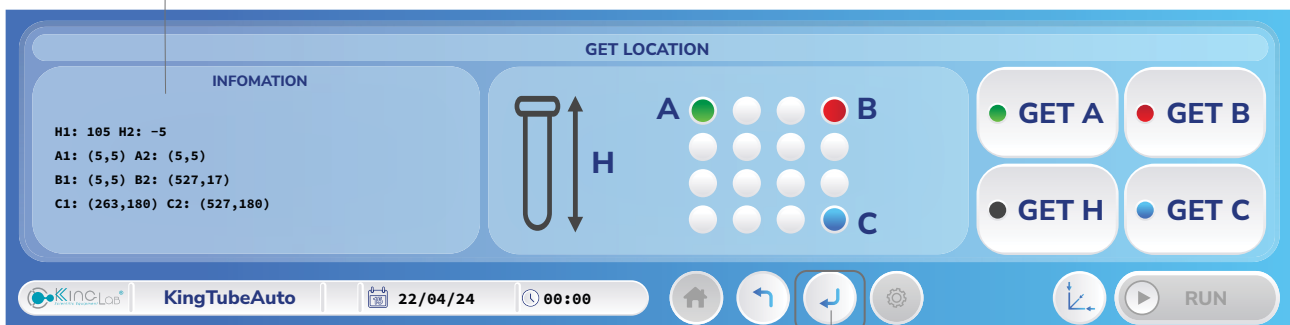 GET LOCATION
INFOMATION
H1: 105 H2: -5
A1: (5,5) A2: (5,5)
B1: (5,5) B2: (527,17)
C1: (263,180) C2: (527,180)
H
A
B
C
GET A
GET B
GET H
GET C
KingLab®
KingTubeAuto
22/04/24
00:00
RUN